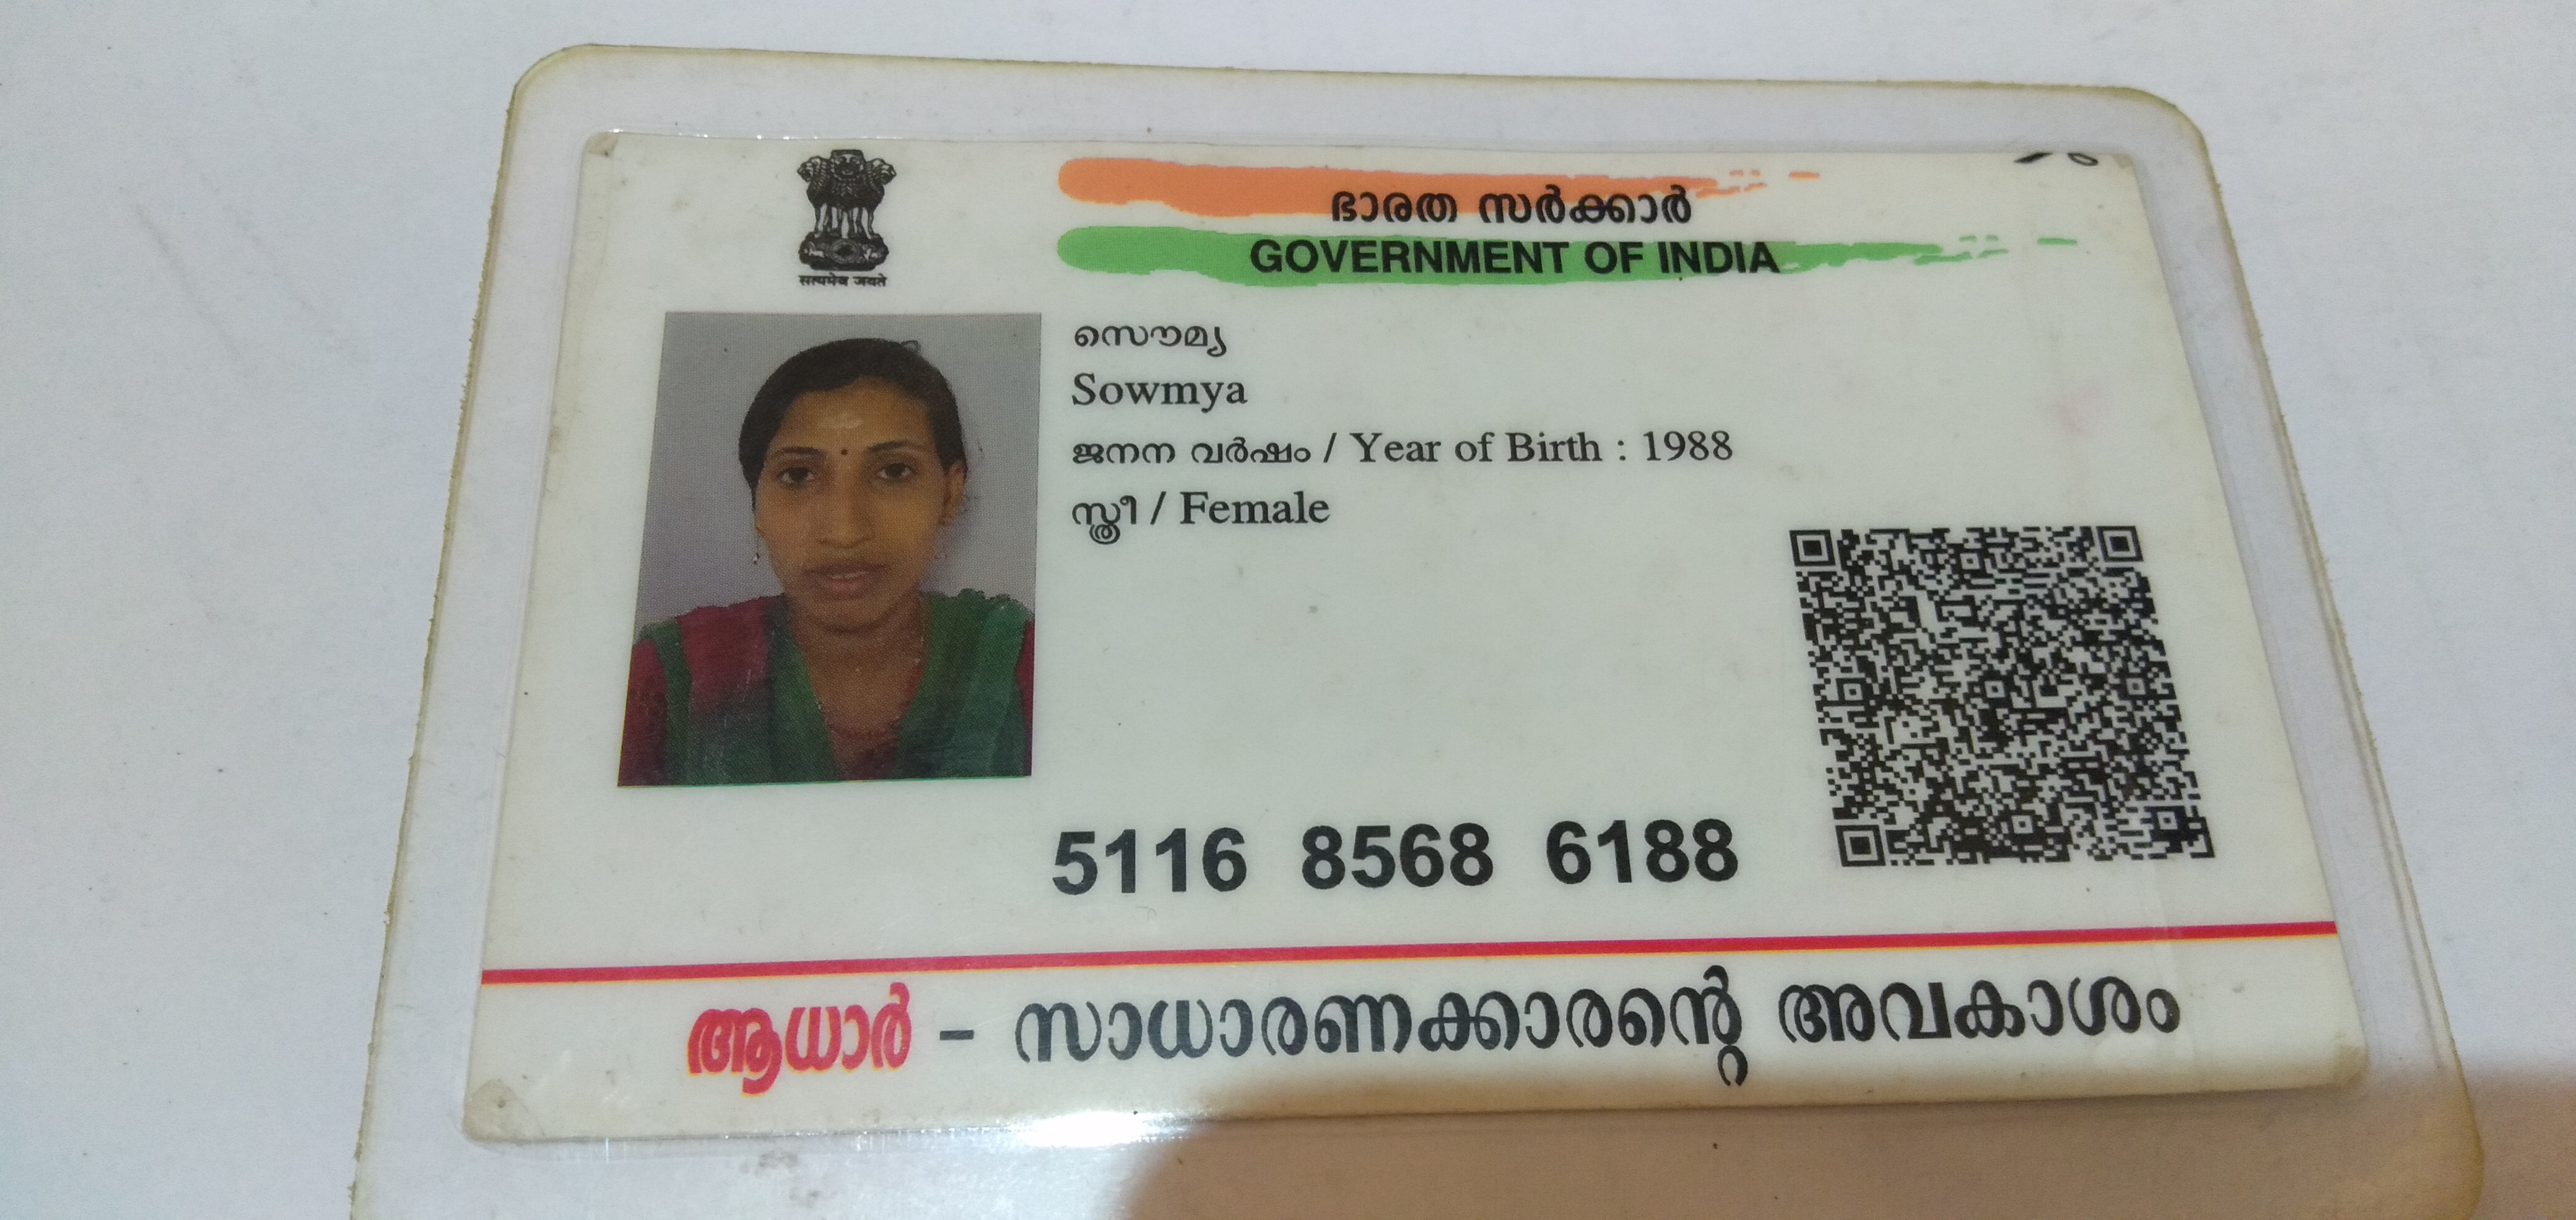 सत्यमेव जयते
ഭാരത സർക്കാർ
GOVERNMENT OF INDIA
സൌമ്യ
Sowmya
ജനന വർഷം / Year of Birth : 1988
സ്ത്രീ / Female
5116 8568 6188
ആധാർ – സാധാരണക്കാരന്റെ അവകാശം